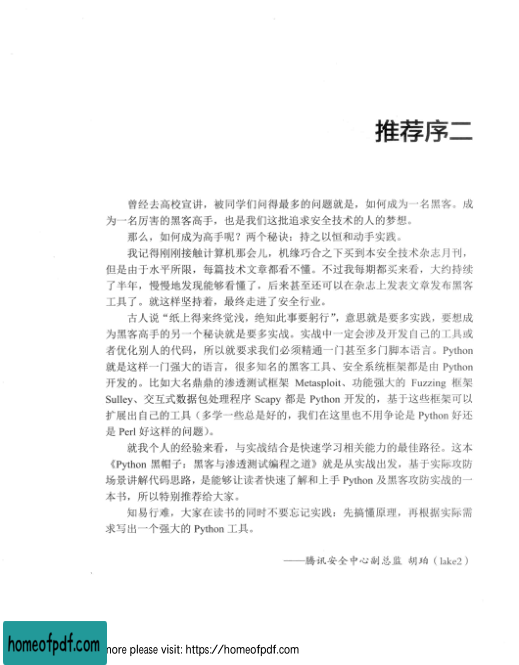 推荐序二
曾经去高校宣讲，被同学们问得最多的问题就是，如何成为一名黑客。成
为一名厉害的黑客高手，也是我们这批追求安全技术的人的梦想。
那么，如何成为高手呢？两个秘诀：持之以恒和动手实践。
我记得刚刚接触计算机那会儿，机缘巧合之下买到本安全技术杂志月刊，
但是由于水平所限，每篇技术文章都看不懂。不过我每期都买来看，大约持续
了半年，慢慢地发现能够看懂了，后来甚至还可以在杂志上发表文章发布黑客
工具了。就这样坚持着，最终走进了安全行业。
古人说“纸上得来终觉浅，绝知此事要躬行”，意思就是要多实践，要想成
为黑客高手的另一个秘诀就是要多实战。实战中一定会涉及开发自己的工具或
者优化别人的代码，所以就要求我们必须精通一门甚至多门脚本语言。Python
就是这样一门强大的语言，很多知名的黑客工具、安全系统框架都是由 Python
开发的。比如大名鼎鼎的渗透测试框架 Metasploit、功能强大的 Fuzzing 框架
Sulley、交互式数据包处理程序 Scapy 都是 Python 开发的，基于这些框架可以
扩展出自己的工具（多学一些总是好的，我们在这里也不用争论是 Python 好还
是 Perl 好这样的问题）。
就我个人的经验来看，与实战结合是快速学习相关能力的最佳路径。这本
《Python 黑帽子：黑客与渗透测试编程之道》就是从实战出发，基于实际攻防
场景讲解代码思路，是能够让读者快速了解和上手 Python 及黑客攻防实战的一
本书，所以特别推荐给大家。
知易行难，大家在读书的同时不要忘记实践：先搞懂原理，再根据实际需
求写出一个强大的 Python 工具。
——腾讯安全中心副总监 胡珀（lake2）
homeofpdf.com
more please visit: https://homeofpdf.com